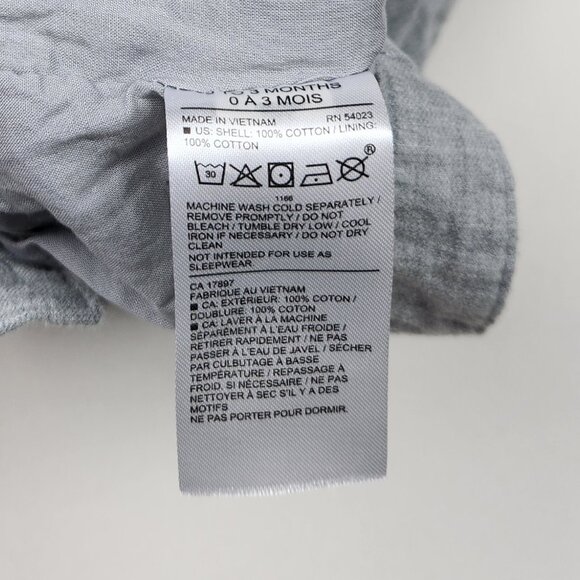 TO 3 MONTHS
0 À 3 MOIS
MADE IN VIETNAM RN 54023
■ US: SHELL: 100% COTTON / LINING:
100% COTTON
30 ®
1166
MACHINE WASH COLD SEPARATELY /
REMOVE PROMPTLY / DO NOT
BLEACH / TUMBLE DRY LOW / COOL
IRON IF NECESSARY / DO NOT DRY
CLEAN
NOT INTENDED FOR USE AS
SLEEPWEAR
CA 17897
FABRIQUE AU VIETNAM
■ CA: EXTÉRIEUR: 100% COTON /
DOUBLURE: 100% COTON
■ CA: LAVER À LA MACHINE
SÉPARÉMENT À L'EAU FROIDE /
RETIRER RAPIDEMENT / NE PAS
PASSER À L'EAU DE JAVEL / SÉCHER
PAR CULBUTAGE À BASSE
TEMPÉRATURE / REPASSAGE À
FROID. SI NÉCESSAIRE / NE PAS
NETTOYER À SEC S'IL Y A DES
MOTIFS
NE PAS PORTER POUR DORMIR.